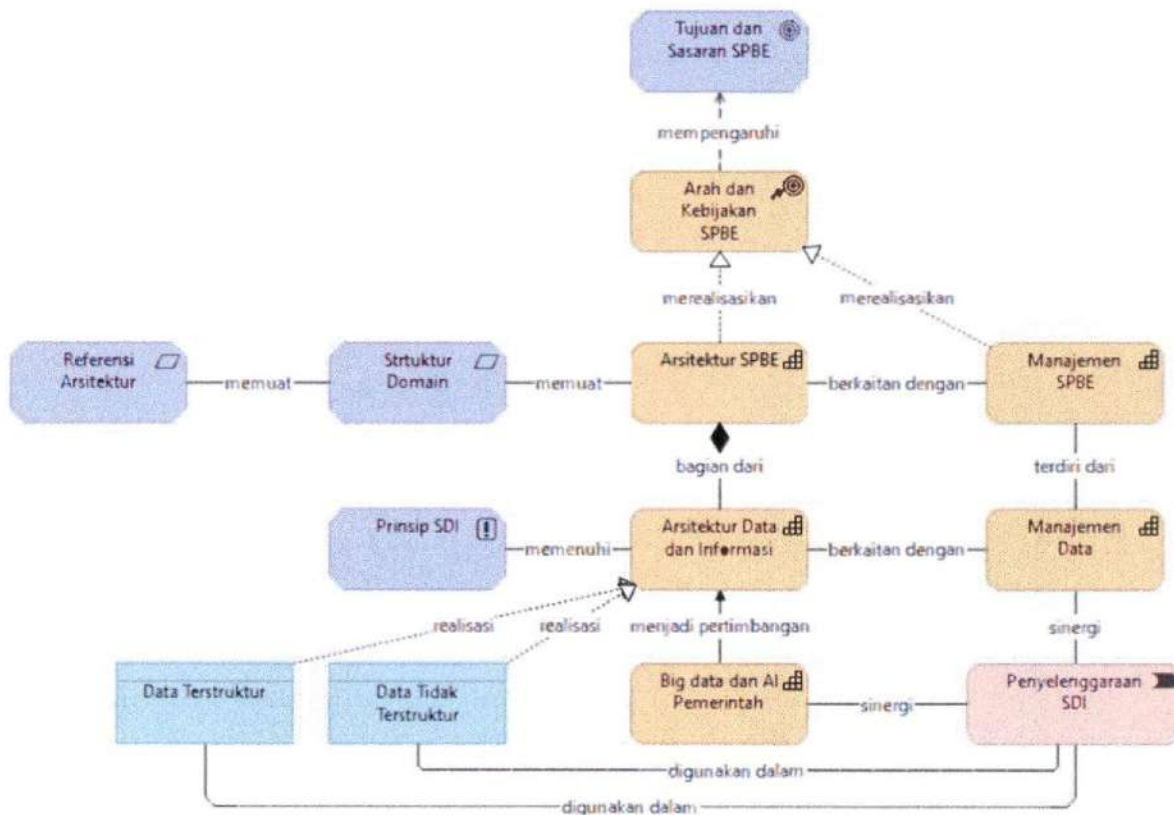 Tujuan dan
Sasaran SPBE
mempengaruhi
Arah dan
Kebijakan
SPBE
merealisasikan
merealisasikan
Referensi
Arsitektur
memuat
Strtuktur
Domain
memuat
Arsitektur SPBE
berkaitan dengan
Manajemen
SPBE
bagian dari
terdiri dari
Prinsip SDI
memenuhi
Arsitektur Data
dan Informasi
berkaitan dengan
Manajemen
Data
realisasi
realisasi
menjadi pertimbangan
sinergi
Data Terstruktur
Data Tidak
Terstruktur
Big data dan AI
Pemerintah
sinergi
Penyelenggaraan
SDI
digunakan dalam
digunakan dalam